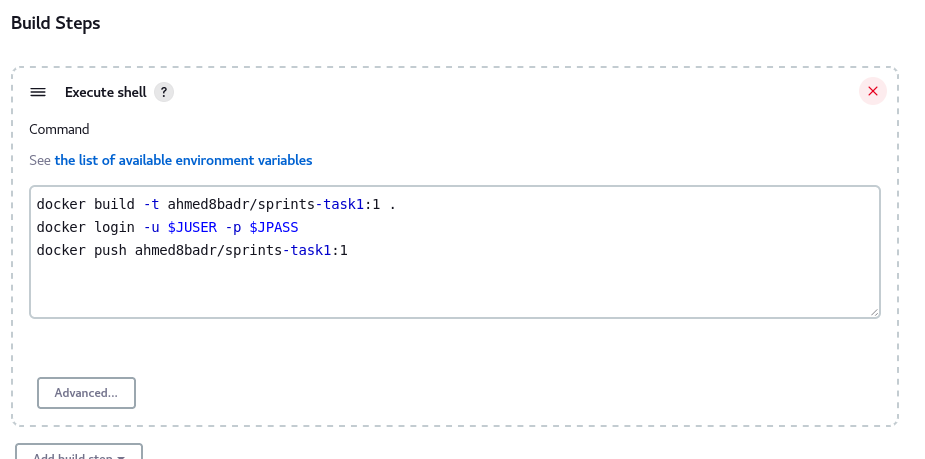 Build Steps
Execute shell ?
Command
See the list of available environment variables
docker build -t ahmed8badr/sprints-task1:1 .
docker login -u $JUSER -p $JPASS
docker push ahmed8badr/sprints-task1:1
Advanced...
Add build step